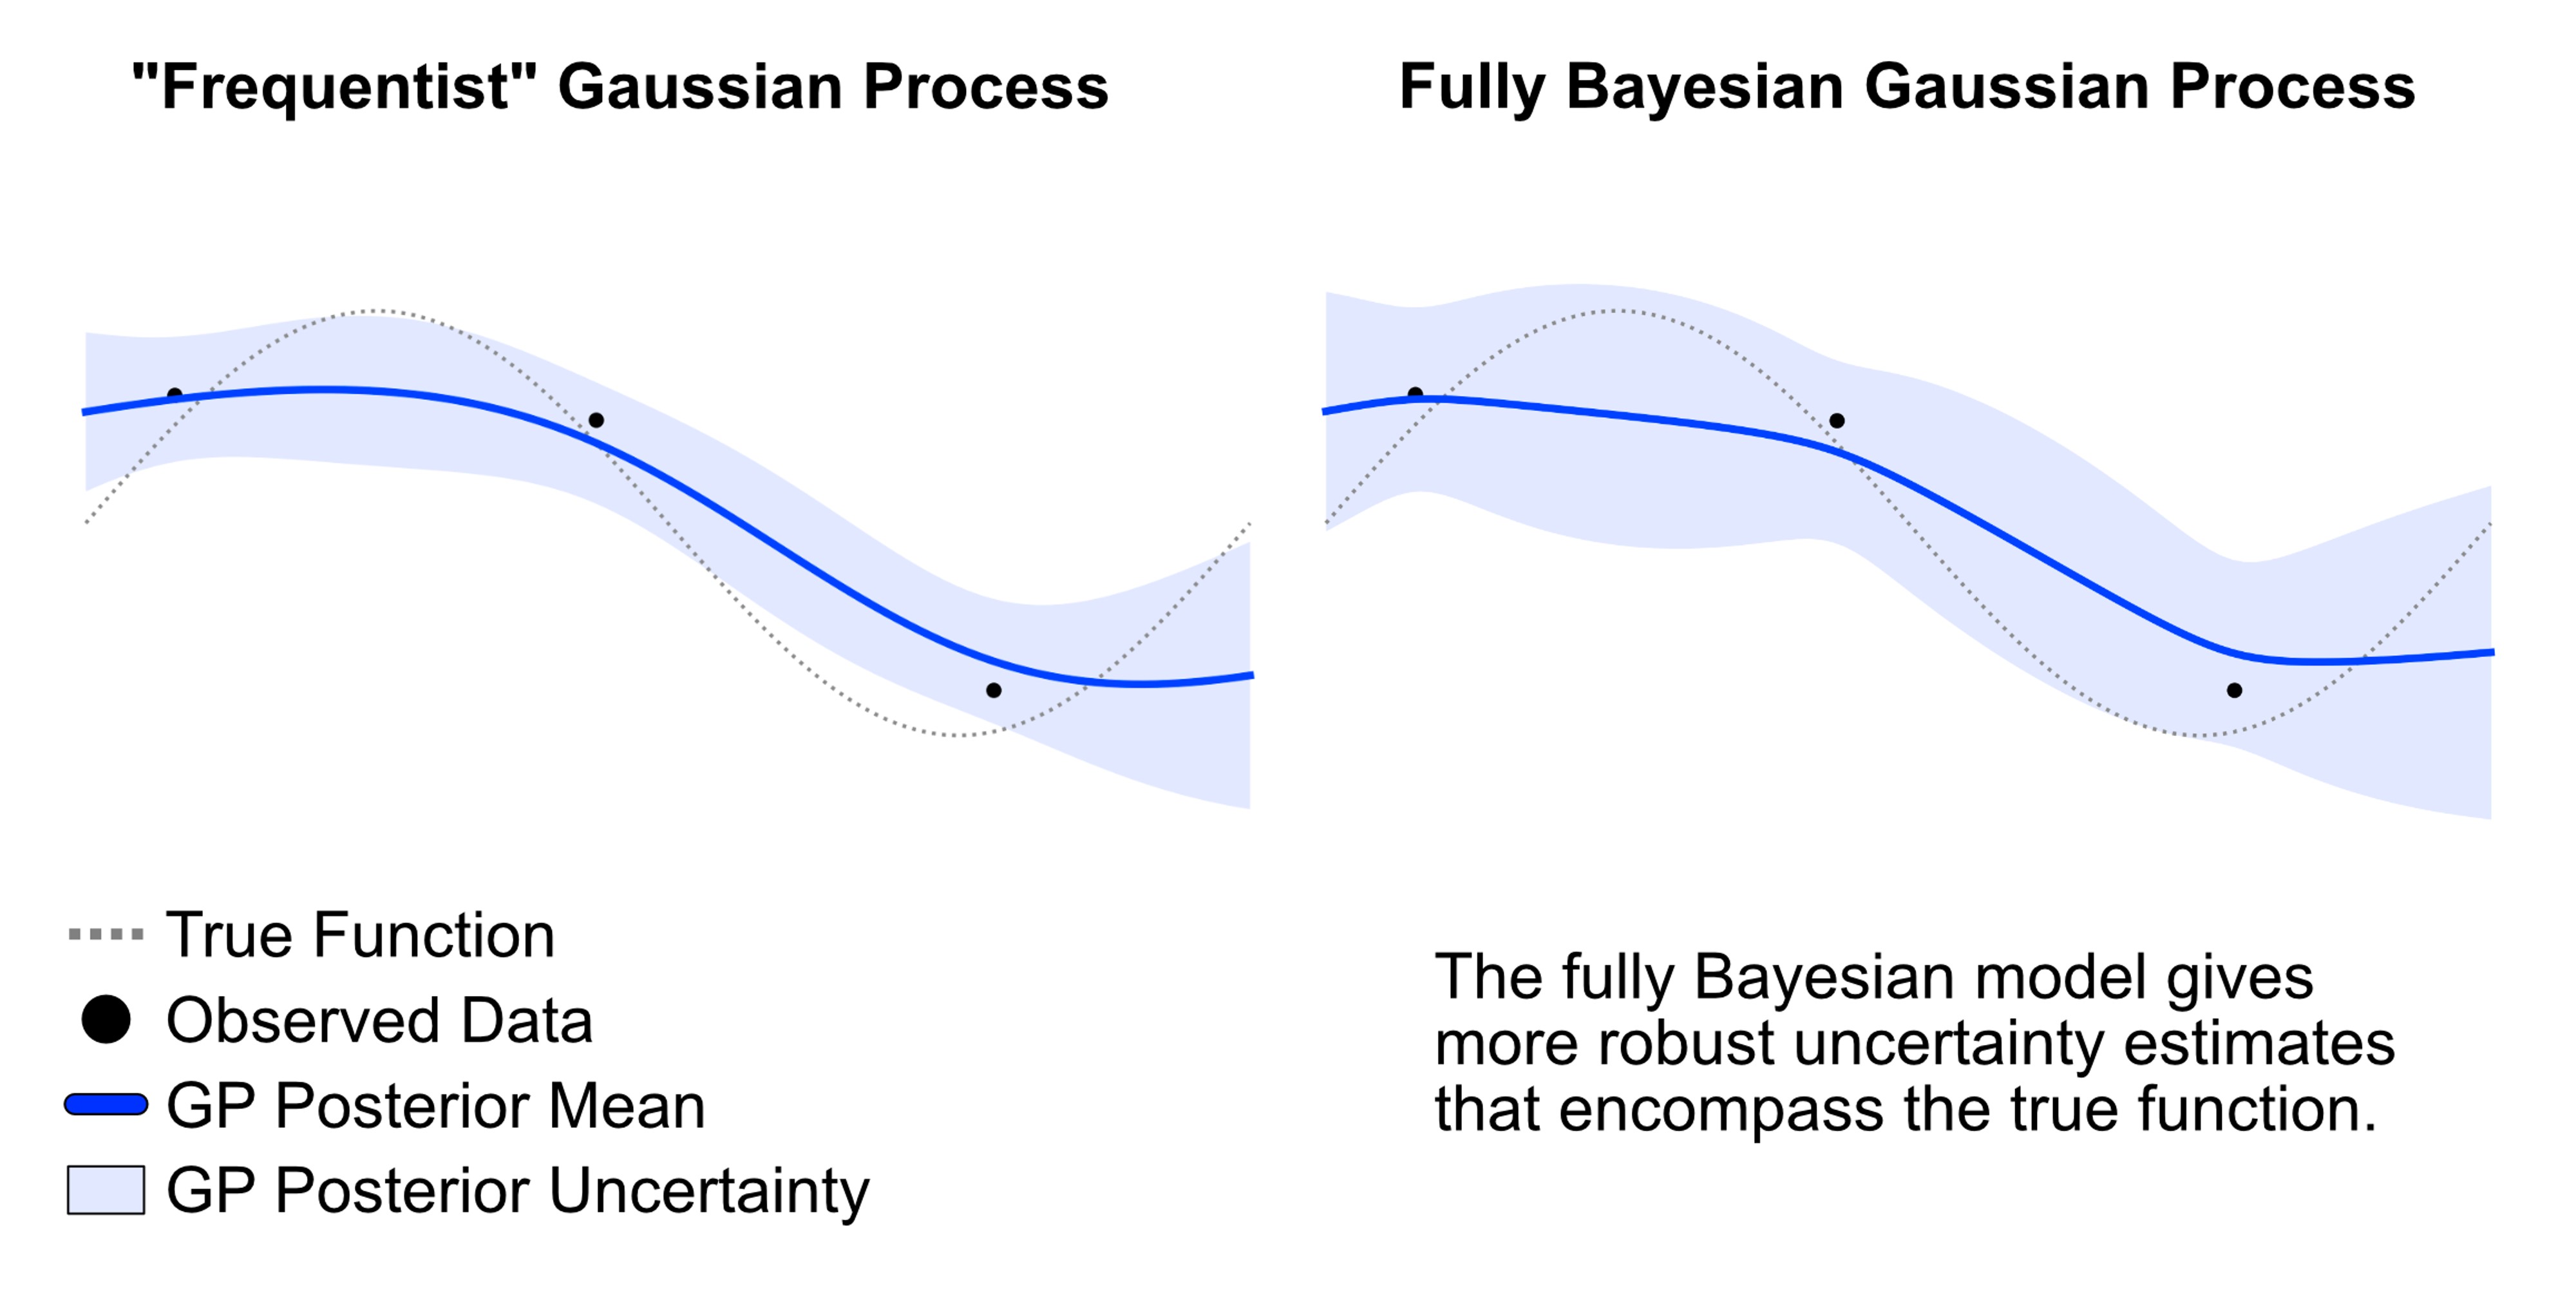 "Frequentist" Gaussian Process
Fully Bayesian Gaussian Process
True Function
Observed Data
GP Posterior Mean
GP Posterior Uncertainty
The fully Bayesian model gives
more robust uncertainty estimates
that encompass the true function.